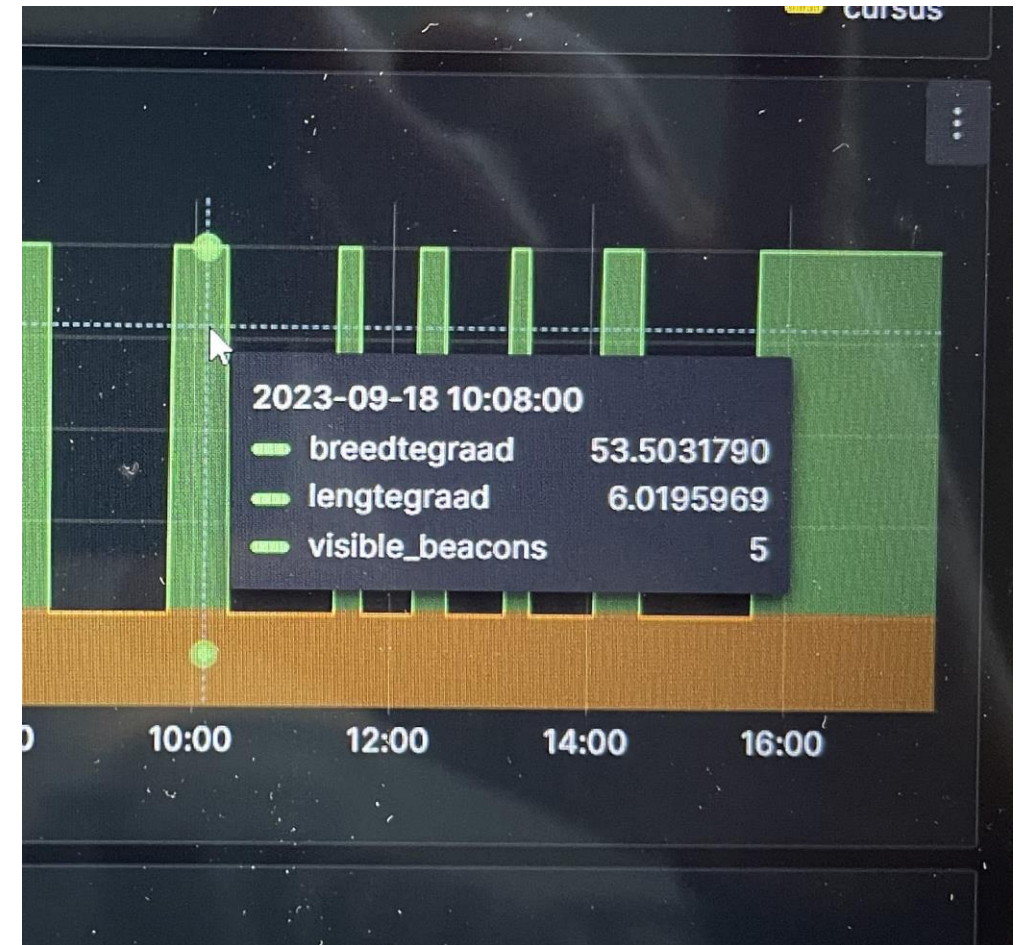 cursus
2023-09-18 10:08:00
breedtegraad 53.5031790
lengtegraad 6.0195969
visible_beacons 5
0 10:00 12:00 14:00 16:00